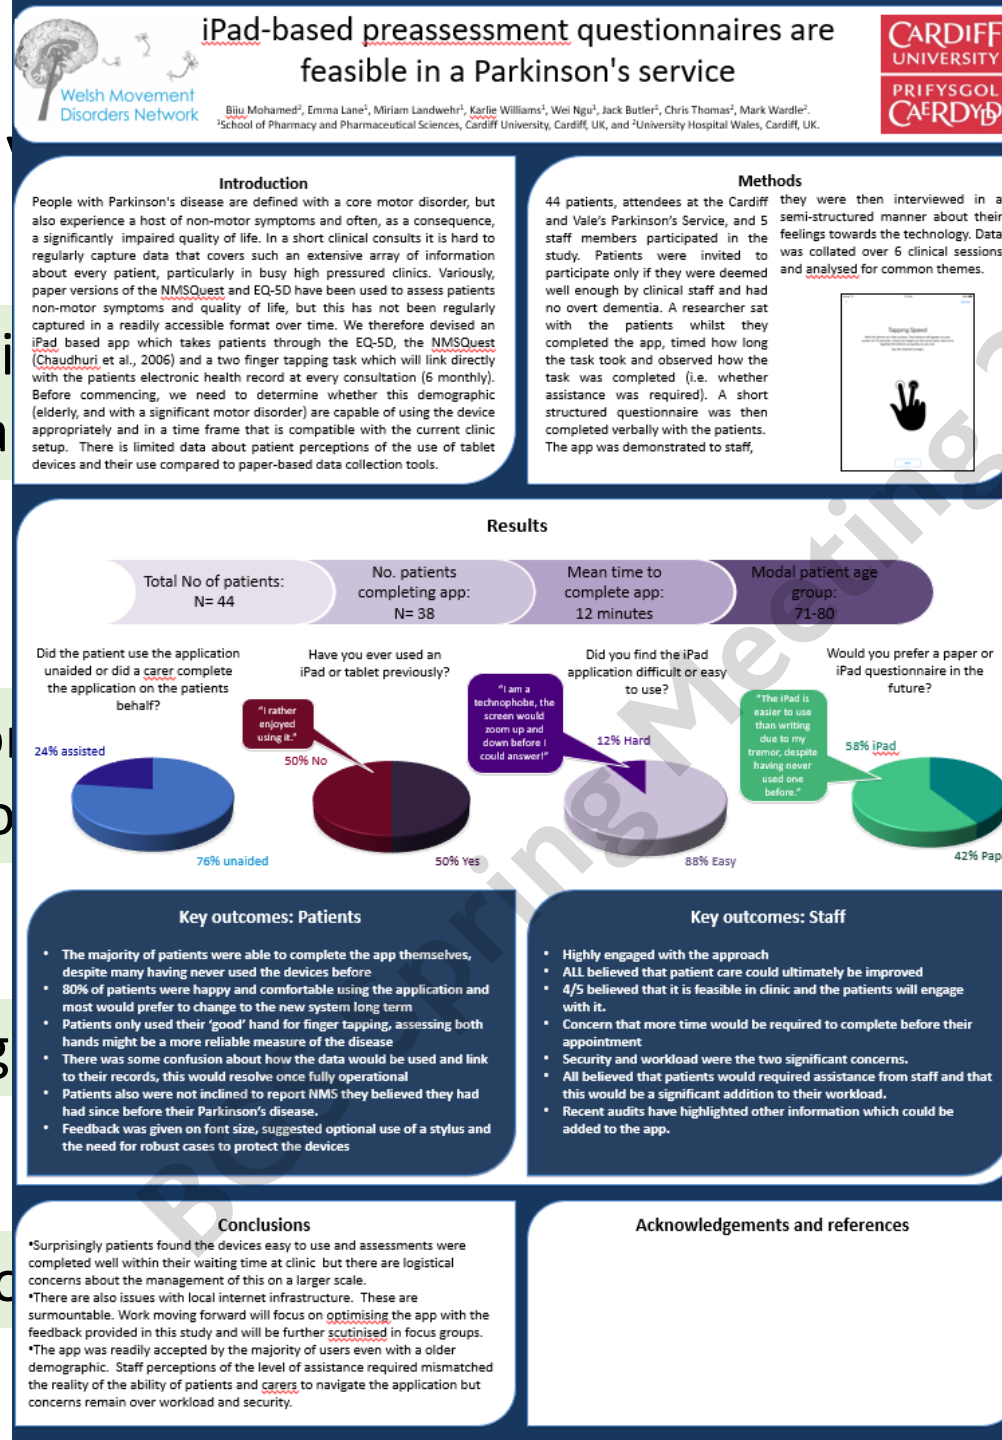 iPad-based preassessment questionnaires are
feasible in a Parkinson's service
Welsh Movement
Disorders Network
CARDIFF
UNIVERSITY
PRIFYSGOL
CAERDYDD
Biju Mohamed², Emma Lane¹, Miriam Landwehr¹, Karlie Williams¹, Wei Ngu¹, Jack Butler¹, Chris Thomas², Mark Wardle².
¹School of Pharmacy and Pharmaceutical Sciences, Cardiff University, Cardiff, UK, and ²University Hospital Wales, Cardiff, UK.
Introduction
People with Parkinson's disease are defined with a core motor disorder, but
also experience a host of non-motor symptoms and often, as a consequence,
a significantly impaired quality of life. In a short clinical consults it is hard to
regularly capture data that covers such an extensive array of information
about every patient, particularly in busy high pressured clinics. Variously,
paper versions of the NMSQuest and EQ-5D have been used to assess patients
non-motor symptoms and quality of life, but this has not been regularly
captured in a readily accessible format over time. We therefore devised an
iPad based app which takes patients through the EQ-5D, the NMSQuest
(Chaudhuri et al., 2006) and a two finger tapping task which will link directly
with the patients electronic health record at every consultation (6 monthly).
Before commencing, we need to determine whether this demographic
(elderly, and with a significant motor disorder) are capable of using the device
appropriately and in a time frame that is compatible with the current clinic
setup. There is limited data about patient perceptions of the use of tablet
devices and their use compared to paper-based data collection tools.
Methods
44 patients, attendees at the Cardiff
and Vale's Parkinson's Service, and 5
staff members participated in the
study. Patients were invited to
participate only if they were deemed
well enough by clinical staff and had
no overt dementia. A researcher sat
with the patients whilst they
completed the app, timed how long
the task took and observed how the
task was completed (i.e. whether
assistance was required). A short
structured questionnaire was then
completed verbally with the patients.
The app was demonstrated to staff,
they were then interviewed in a
semi-structured manner about their
feelings towards the technology. Data
was collated over 6 clinical sessions
and analysed for common themes.
Tapping Speed
Results
Total No of patients:
N= 44
No. patients
completing app:
N= 38
Mean time to
complete app:
12 minutes
Modal patient age
group:
71-80
Did the patient use the application
unaided or did a carer complete
the application on the patients
behalf?
24% assisted
76% unaided
Have you ever used an
iPad or tablet previously?
"I rather
enjoyed
using it."
50% No
50% Yes
Did you find the iPad
application difficult or easy
to use?
"I am a
technophobe, the
screen would
zoom up and
down before I
could answer!"
12% Hard
88% Easy
Would you prefer a paper or
iPad questionnaire in the
future?
"The iPad is
easier to use
than writing
due to my
tremor, despite
having never
used one
before."
58% iPad
42% Pap
Key outcomes: Patients
• The majority of patients were able to complete the app themselves,
despite many having never used the devices before
• 80% of patients were happy and comfortable using the application and
most would prefer to change to the new system long term
• Patients only used their 'good' hand for finger tapping, assessing both
hands might be a more reliable measure of the disease
• There was some confusion about how the data would be used and link
to their records, this would resolve once fully operational
• Patients also were not inclined to report NMS they believed they had
had since before their Parkinson's disease.
• Feedback was given on font size, suggested optional use of a stylus and
the need for robust cases to protect the devices
Key outcomes: Staff
• Highly engaged with the approach
• ALL believed that patient care could ultimately be improved
• 4/5 believed that it is feasible in clinic and the patients will engage
with it.
• Concern that more time would be required to complete before their
appointment
• Security and workload were the two significant concerns.
• All believed that patients would required assistance from staff and that
this would be a significant addition to their workload.
• Recent audits have highlighted other information which could be
added to the app.
Conclusions
•Surprisingly patients found the devices easy to use and assessments were
completed well within their waiting time at clinic but there are logistical
concerns about the management of this on a larger scale.
•There are also issues with local internet infrastructure. These are
surmountable. Work moving forward will focus on optimising the app with the
feedback provided in this study and will be further scutinised in focus groups.
•The app was readily accepted by the majority of users even with a older
demographic. Staff perceptions of the level of assistance required mismatched
the reality of the ability of patients and carers to navigate the application but
concerns remain over workload and security.
Acknowledgements and references
BGS Spring Meeting